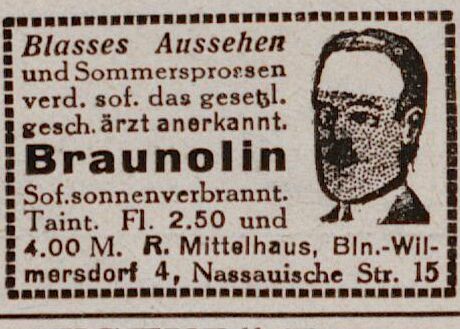 Blasses Aussehen
und Sommersprossen
verd. sof. das gesetzl.
gesch. ärzt anerkannt.
Braunolin
Sof. sonnenverbrannt.
Taint. Fl. 2.50 und
4.00 M. R. Mittelhaus, Bln.-Wil-
mersdorf 4, Nassauische Str. 15